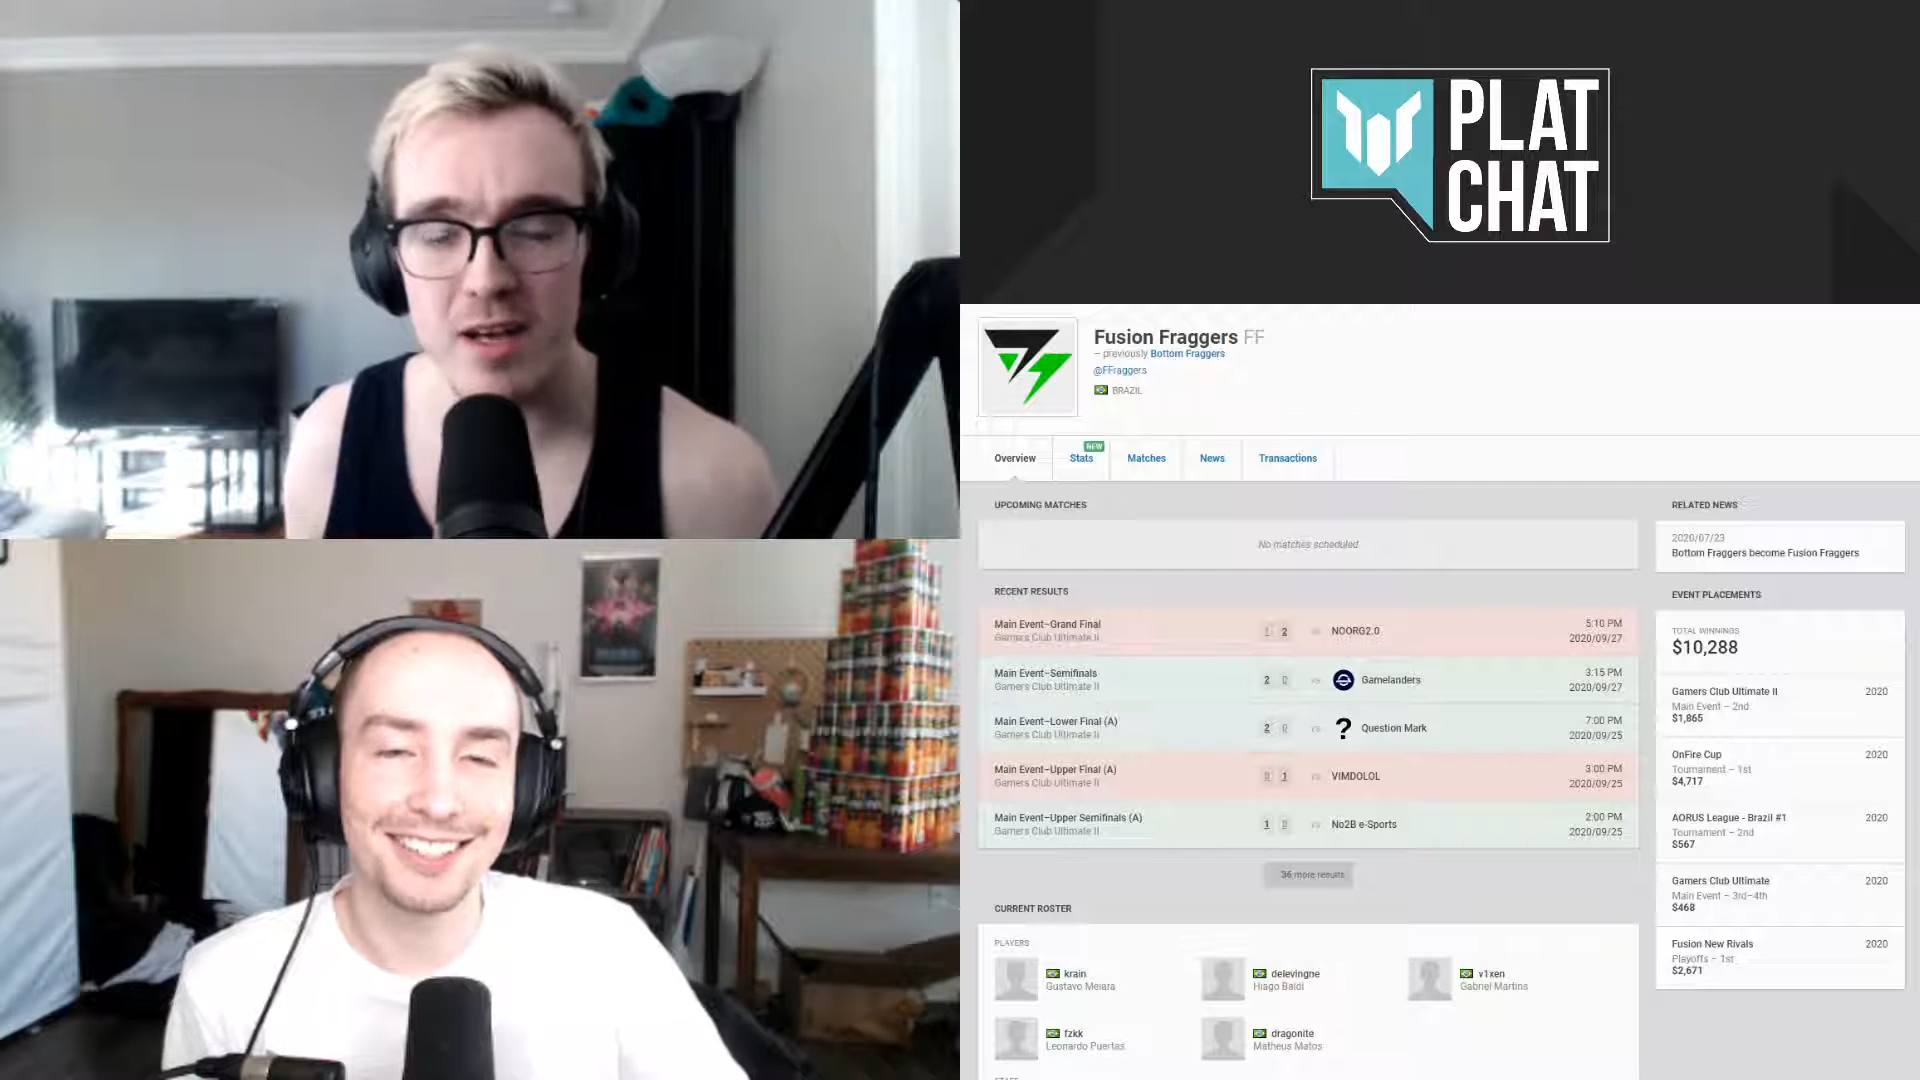 PLAT
CHAT
Fusion Fraggers FF
– previously Bottom Fraggers
@FFraggers
BRAZIL
Overview
Stats
NEW
Matches
News
Transactions
UPCOMING MATCHES
No matches scheduled
RECENT RESULTS
Main Event–Grand Final
Gamers Club Ultimate II
1 2 vs NOORG2.0
5:10 PM
2020/09/27
Main Event–Semifinals
Gamers Club Ultimate II
2 0 vs Gamelanders
3:15 PM
2020/09/27
Main Event–Lower Final (A)
Gamers Club Ultimate II
2 0 vs ? Question Mark
7:00 PM
2020/09/25
Main Event–Upper Final (A)
Gamers Club Ultimate II
0 1 vs VIMDOLOL
3:00 PM
2020/09/25
Main Event–Upper Semifinals (A)
Gamers Club Ultimate II
1 0 vs No2B e-Sports
2:00 PM
2020/09/25
36 more results
CURRENT ROSTER
PLAYERS
krain
Gustavo Meiara
delevingne
Hiago Baldi
v1xen
Gabriel Martins
fzkk
Leonardo Puertas
dragonite
Matheus Matos
RELATED NEWS
2020/07/23
Bottom Fraggers become Fusion Fraggers
EVENT PLACEMENTS
TOTAL WINNINGS
$10,288
Gamers Club Ultimate II 2020
Main Event – 2nd
$1,865
OnFire Cup 2020
Tournament – 1st
$4,717
AORUS League - Brazil #1 2020
Tournament – 2nd
$567
Gamers Club Ultimate 2020
Main Event – 3rd–4th
$468
Fusion New Rivals 2020
Playoffs – 1st
$2,671